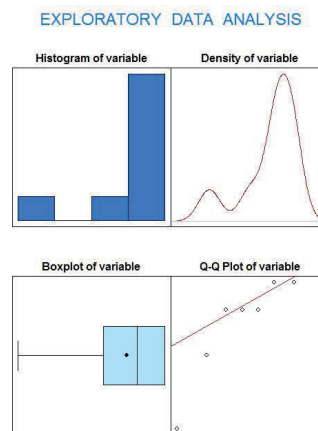 EXPLORATORY DATA ANALYSIS
Histogram of variable
Density of variable
Boxplot of variable
Q-Q Plot of variable